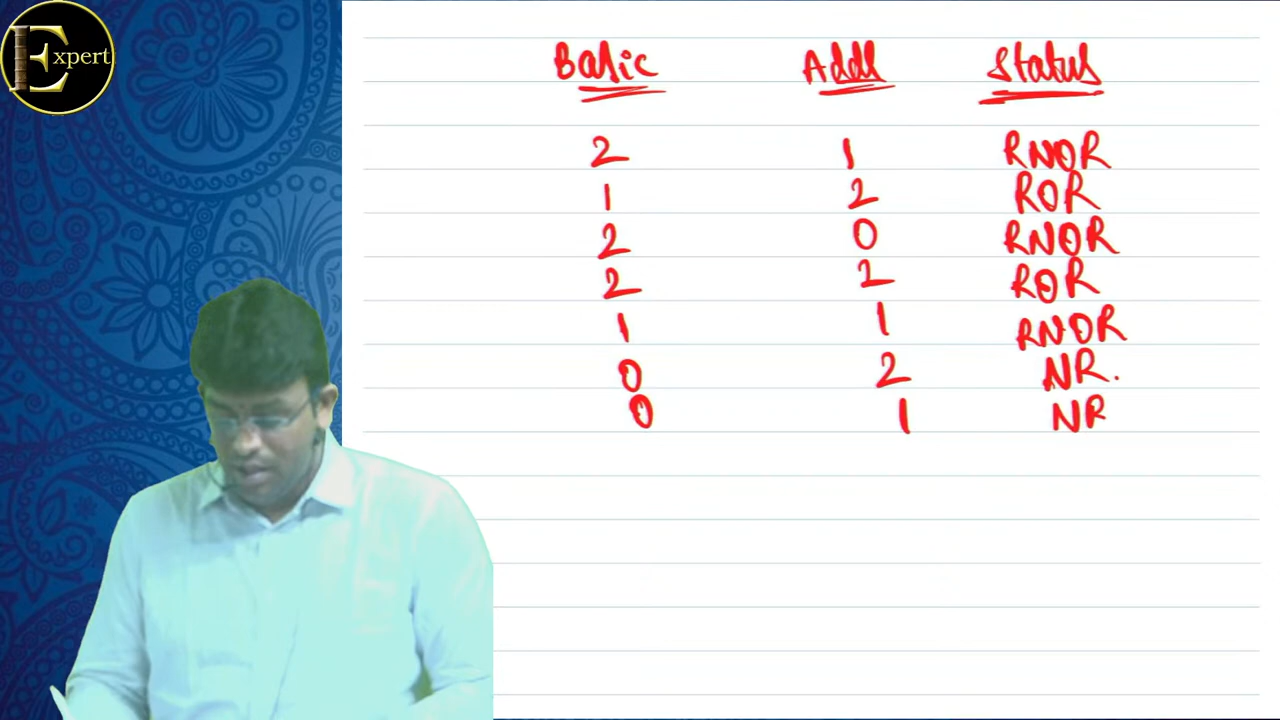 Expert
Basic Addl Status
2 1 RNOR
1 2 ROR
2 0 RNOR
2 2 ROR
1 1 RNOR
0 2 NR.
0 1 NR